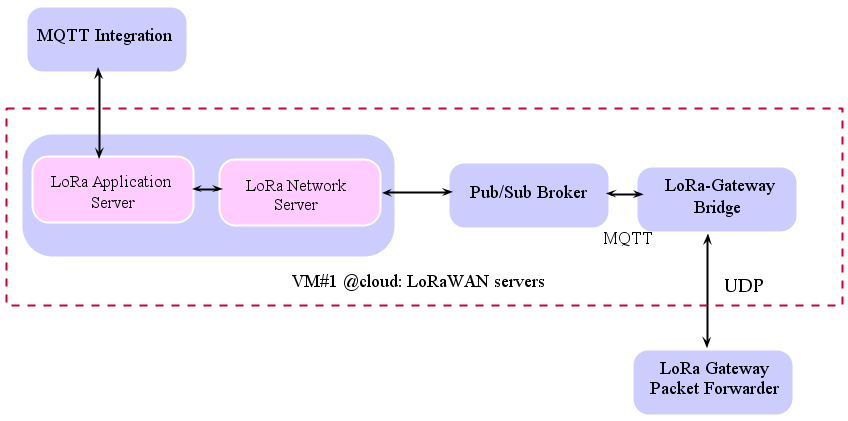 MQTT Integration
LoRa Application
Server
LoRa Network
Server
Pub/Sub Broker
LoRa-Gateway
Bridge
MQTT
VM#1 @cloud: LoRaWAN servers
UDP
LoRa Gateway
Packet Forwarder